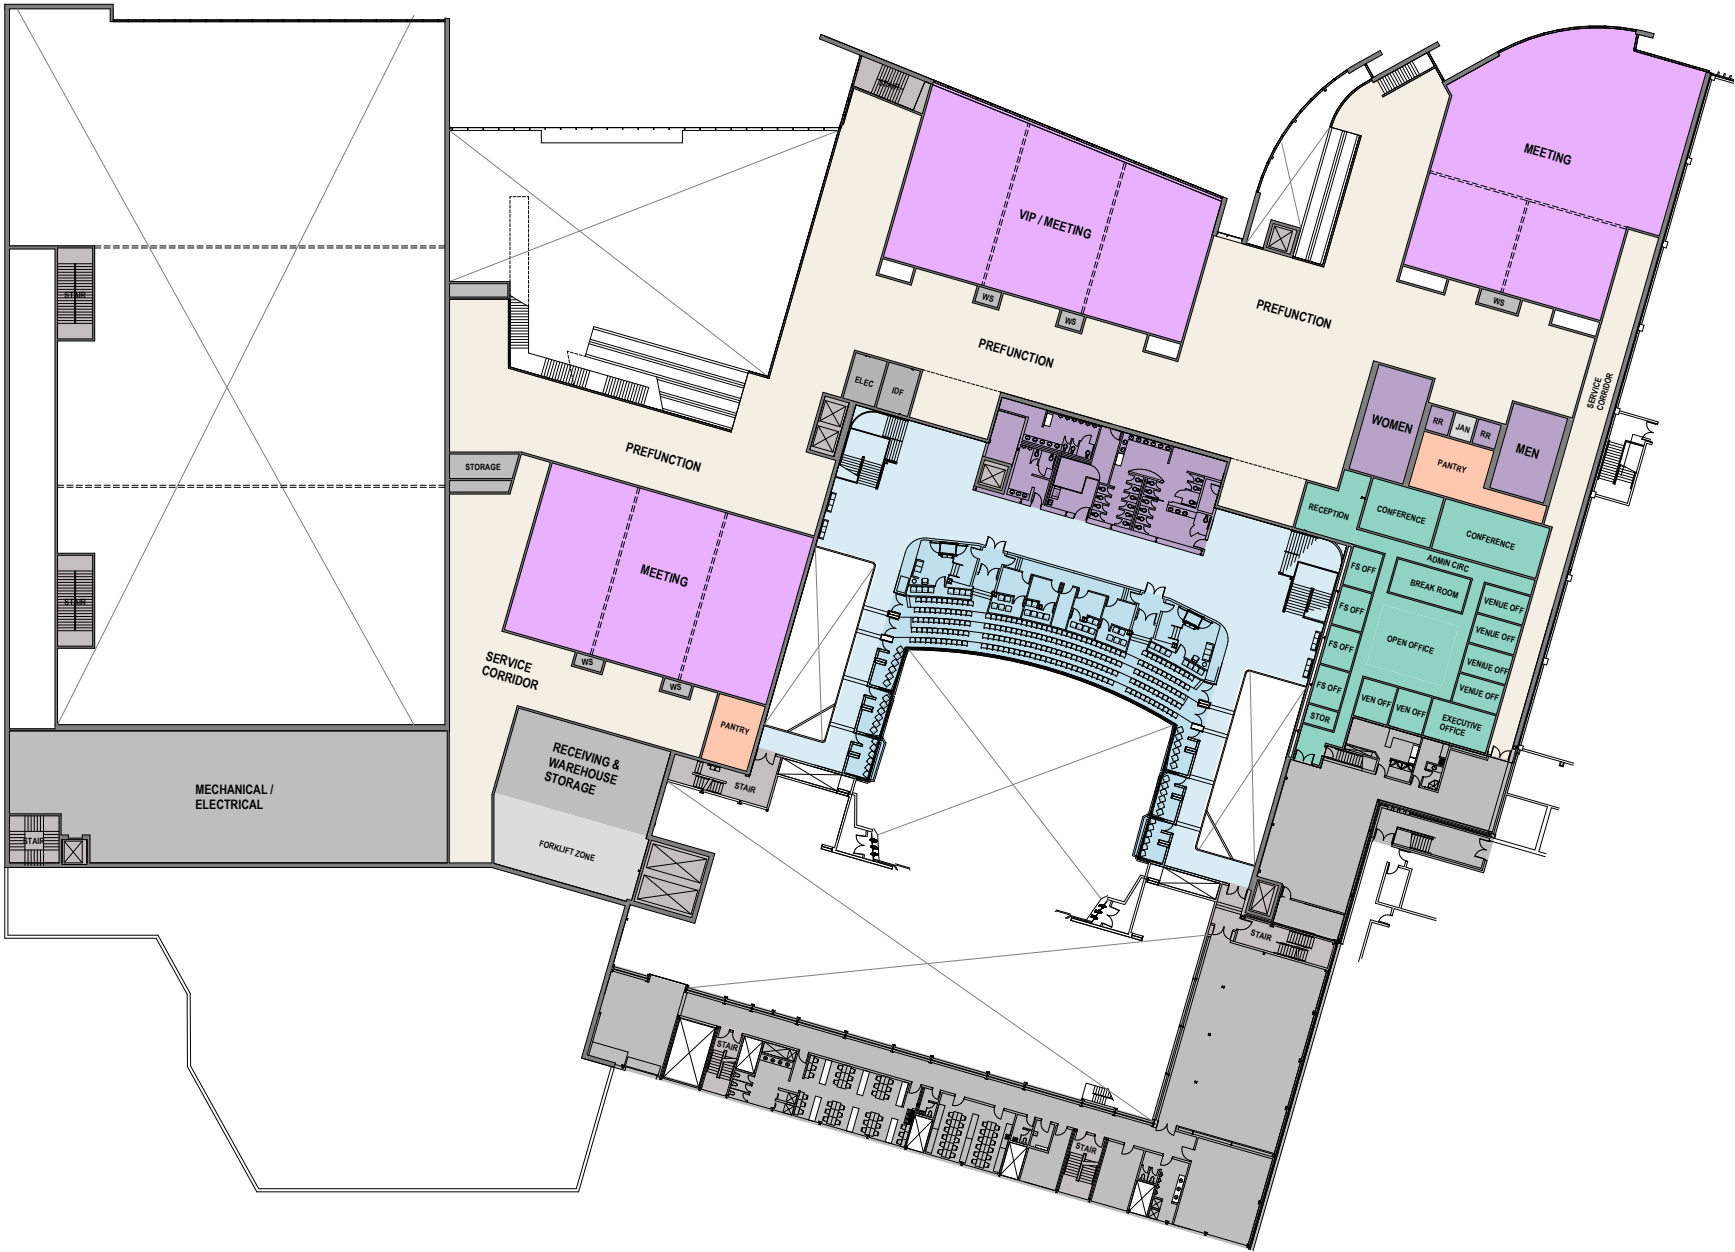 STAIR
MEETING
VIP / MEETING
WS
WS
PREFUNCTION
PREFUNCTION
WS
STAIR
ELEC
IDF
SERVICE
CORRIDOR
WOMEN
RR
JAN
RR
MEN
PANTRY
PREFUNCTION
STORAGE
RECEPTION
CONFERENCE
CONFERENCE
ADMIN CIRC
MEETING
FS OFF
BREAK ROOM
VENUE OFF
STAIR
FS OFF
VENUE OFF
OPEN OFFICE
FS OFF
VENUE OFF
SERVICE
CORRIDOR
WS
WS
FS OFF
VENUE OFF
VEN OFF
VEN OFF
EXECUTIVE
OFFICE
STOR
PANTRY
RECEIVING &
WAREHOUSE
STORAGE
STAIR
MECHANICAL /
ELECTRICAL
STAIR
FORKLIFT ZONE
STAIR
STAIR
STAIR